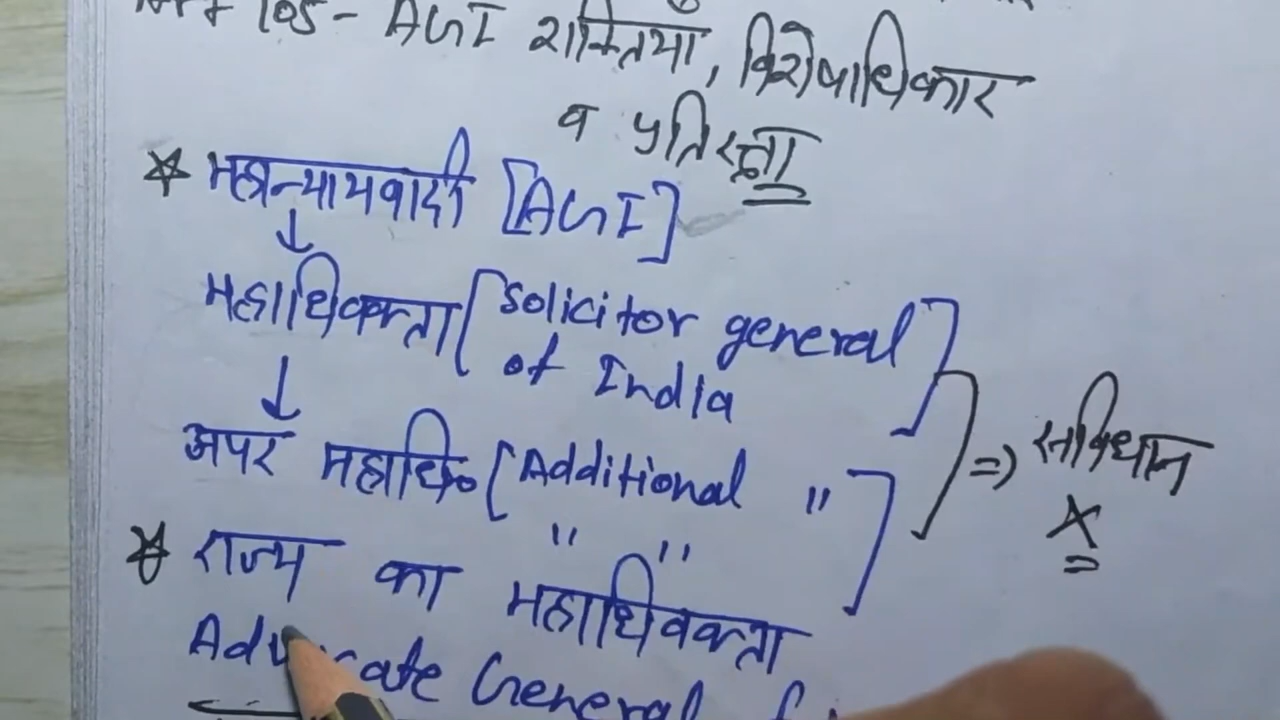 105 - AGI शक्तियाँ, विशेषाधिकार
व प्रतिरक्षा
महान्यायवादी [AGI]
↓
महाधिवक्ता [Solicitor general of India]
↓
अपर महाधि० [Additional " " "]
=> संविधान X
राज्य का महाधिवक्ता
Advocate General